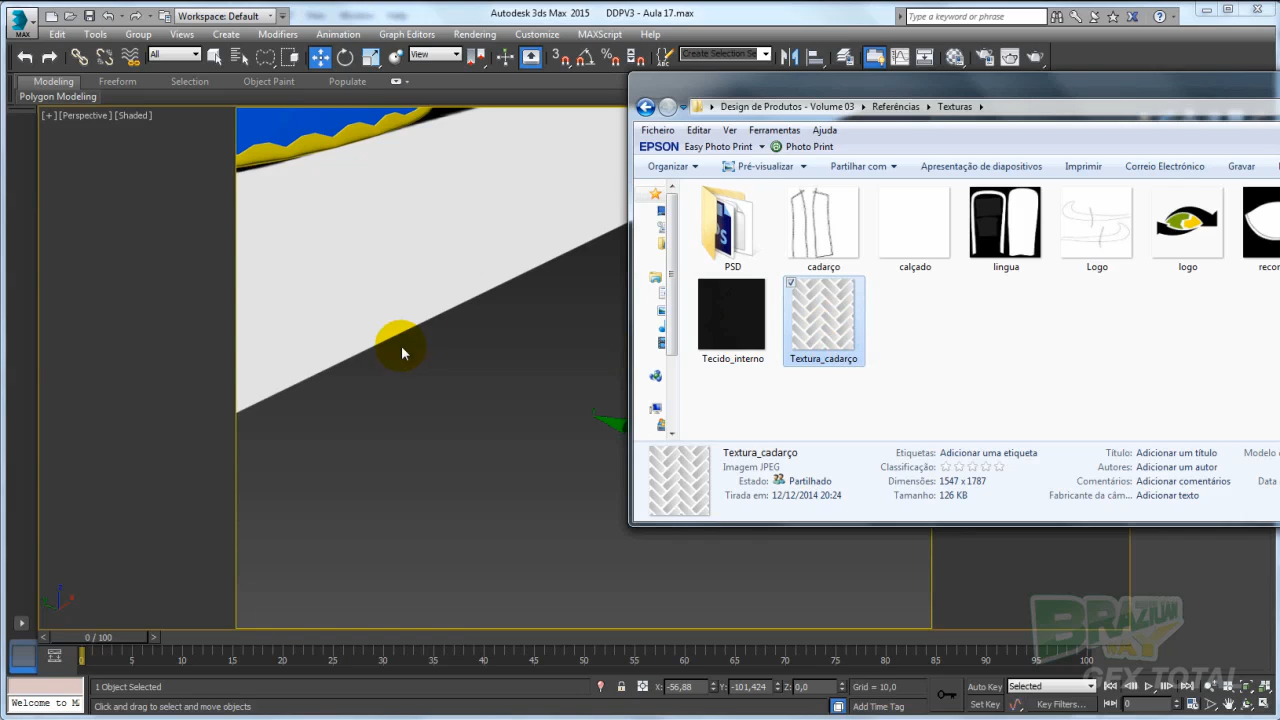 MAX
Workspace: Default
Autodesk 3ds Max 2015
DDPV3 - Aula 17.max
Type a keyword or phrase
Edit Tools Group Views Create Modifiers Animation Graph Editors Rendering Customize MAXScript Help
All
View
Create Selection Se
Modeling Freeform Selection Object Paint Populate
Polygon Modeling
[+] [Perspective ] [Shaded ]
Design de Produtos - Volume 03 Referências Texturas
Ficheiro Editar Ver Ferramentas Ajuda
EPSON Easy Photo Print Photo Print
Organizar Pré-visualizar Partilhar com Apresentação de diapositivos Imprimir Correio Electrónico Gravar
PSD cadarço calçado lingua Logo logo recor
Tecido_interno Textura_cadarço
Textura_cadarço
Imagem JPEG
Estado: Partilhado
Tirada em: 12/12/2014 20:24
Etiquetas: Adicionar uma etiqueta
Classificação:
Dimensões: 1547 x 1787
Tamanho: 126 KB
Título: Adicionar um título
Autores: Adicionar um autor
Comentários: Adicionar comentários
Fabricante da câm... Adicionar texto
Modelo
Data
BRAZILIAN
WAY
GFX TOTAL
0 / 100
0 5 10 15 20 25 30 35 40 45 50 55 60 65 70 75 80 85 90 95 100
1 Object Selected
X: -56,88 Y: -101,424 Z: 0,0 Grid = 10,0
Auto Key Selected
Welcome to M
Click and drag to select and move objects
Add Time Tag
Set Key Key Filters... 0